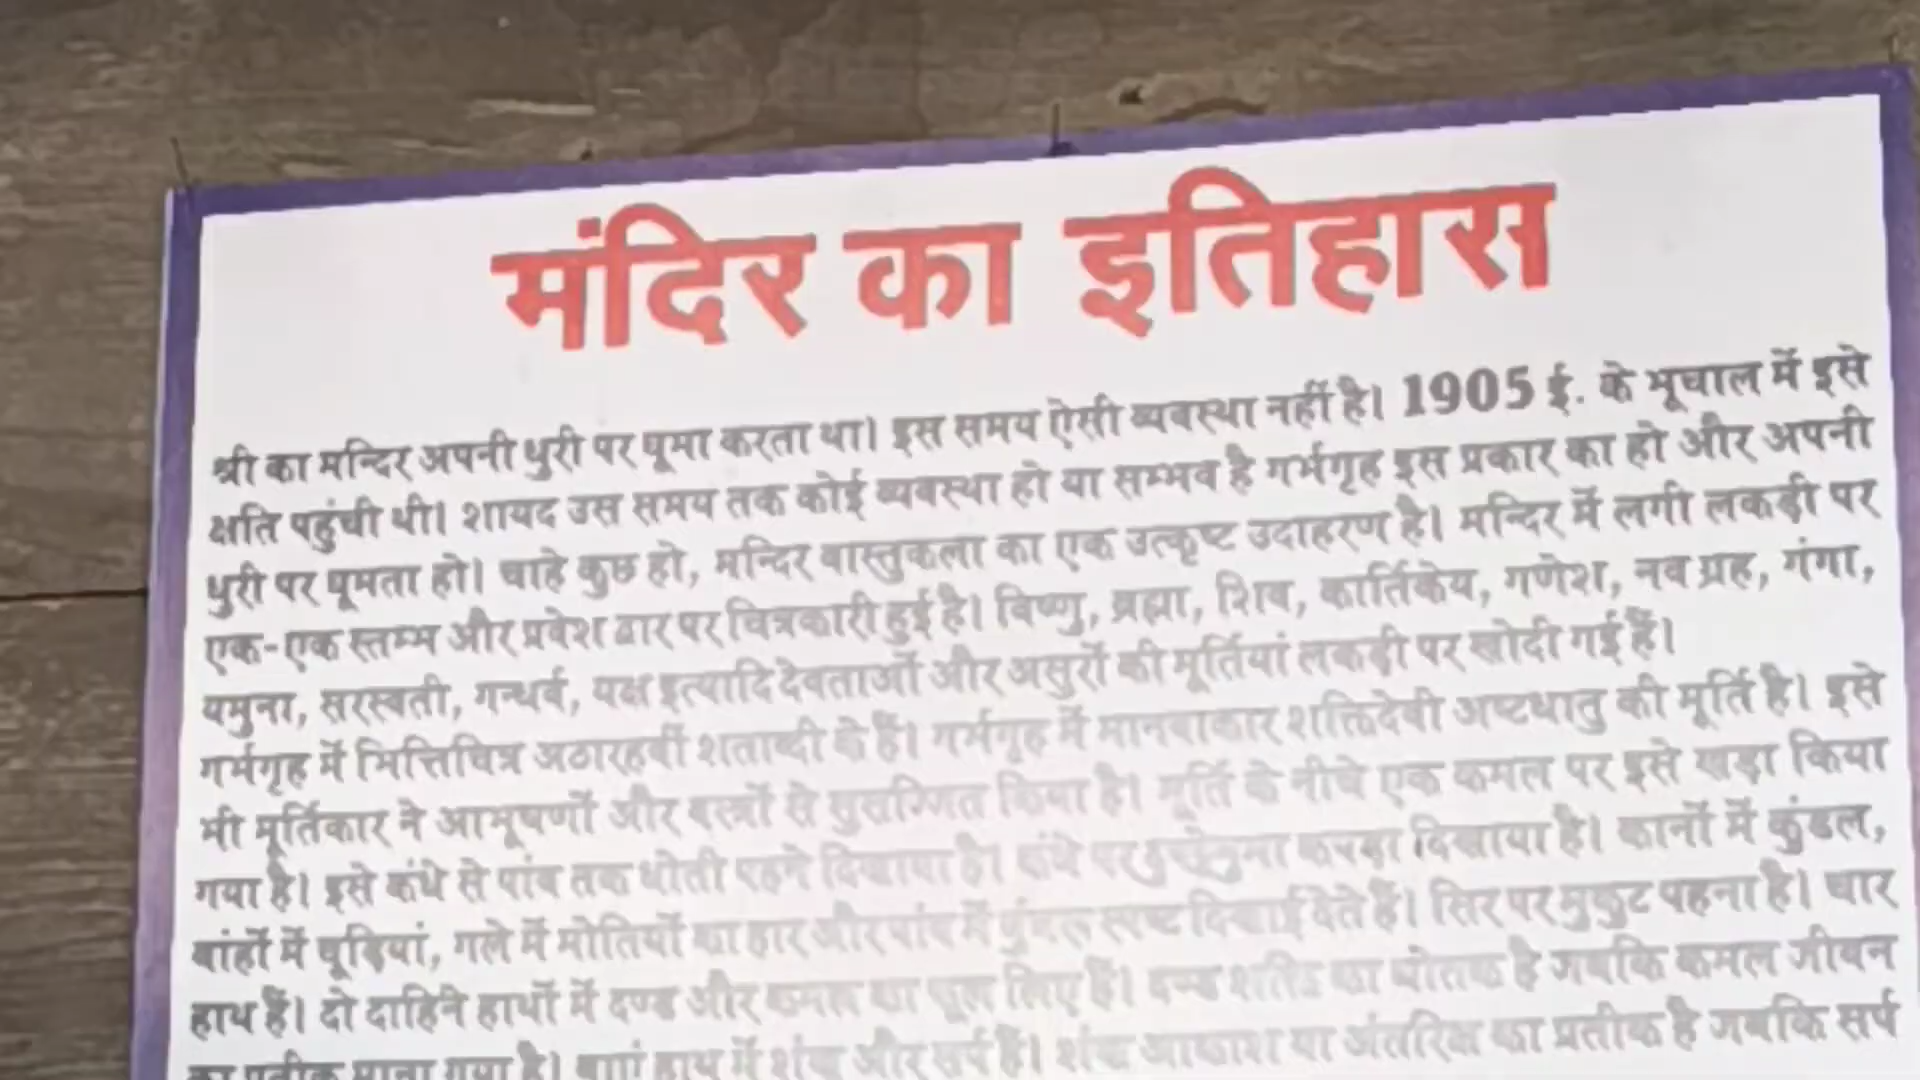 मंदिर का इतिहास
श्री का मन्दिर अपनी धुरी पर घूमा करता था। इस समय ऐसी व्यवस्था नहीं है। 1905 ई. के भूचाल में इसे
क्षति पहुंची थी। शायद उस समय तक कोई व्यवस्था हो या सम्भव है गर्भगृह इस प्रकार का हो और अपनी
धुरी पर घूमता हो। चाहे कुछ हो, मन्दिर वास्तुकला का एक उत्कृष्ट उदाहरण है। मन्दिर में लगी लकड़ी पर
एक-एक स्तम्भ और प्रवेश द्वार पर चित्रकारी हुई है। विष्णु, ब्रह्मा, शिव, कार्तिकेय, गणेश, नव ग्रह, गंगा,
यमुना, सरस्वती, गन्धर्व, यक्ष इत्यादि देवताओं और असुरों की मूर्तियां लकड़ी पर खोदी गई हैं।
गर्भगृह में भित्तिचित्र अठारहवीं शताब्दी के हैं। गर्भगृह में मानवाकार शक्तिदेवी अष्टधातु की मूर्ति है। इसे
भी मूर्तिकार ने आभूषणों और वस्त्रों से सुसज्जित किया है। मूर्ति के नीचे एक कमल पर इसे खड़ा किया
गया है। इसे कंधे से पांव तक धोती पहने दिखाया है। कंधे पर कपड़ा दिखाया है। कानों में कुंडल,
बांहों में चूड़ियां, गले में मोतियों का हार और पांव में स्पष्ट दिखाई देते हैं। सिर पर मुकुट पहना है। चार
हाथ हैं। दो दाहिने हाथों में दण्ड और कमल या फूल लिए हैं। दण्ड शक्ति का द्योतक है जबकि कमल जीवन
का प्रतीक माना गया है। बाएं हाथ में शंख और सर्प हैं। शंख आकाश या अंतरिक्ष का प्रतीक है जबकि सर्प